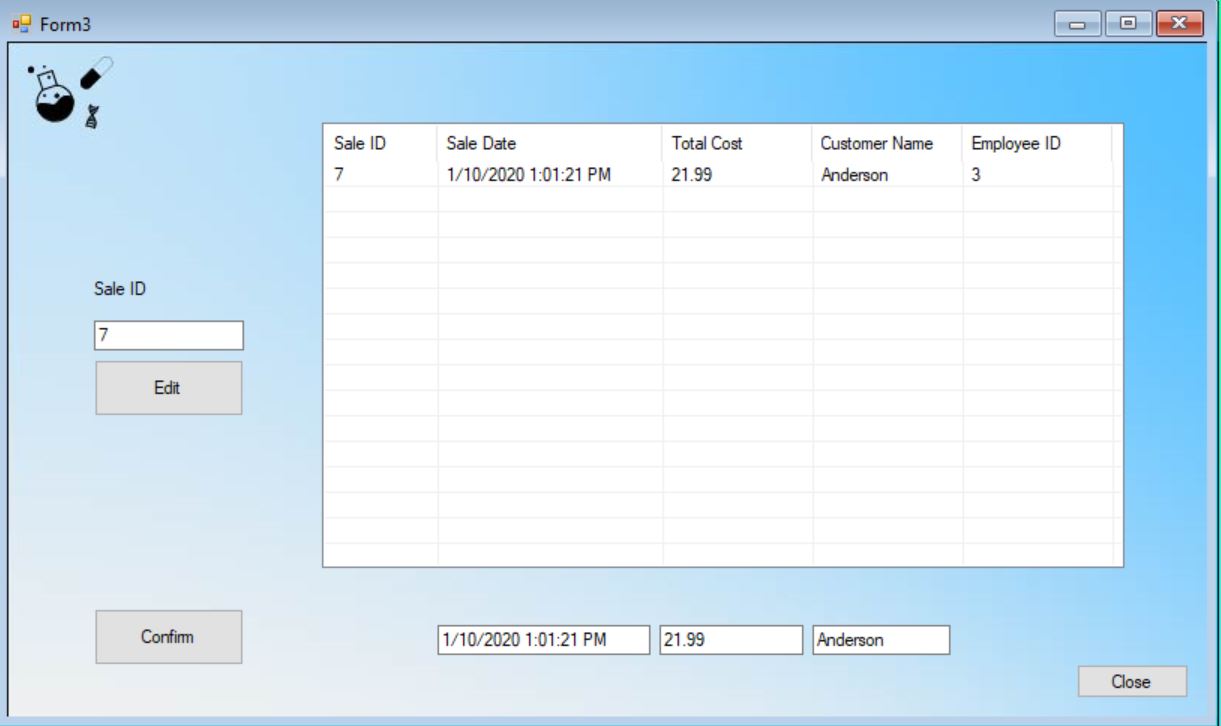 Form3
Sale ID Sale Date Total Cost Customer Name Employee ID
7 1/10/2020 1:01:21 PM 21.99 Anderson 3
Sale ID
7
Edit
Confirm 1/10/2020 1:01:21 PM 21.99 Anderson
Close